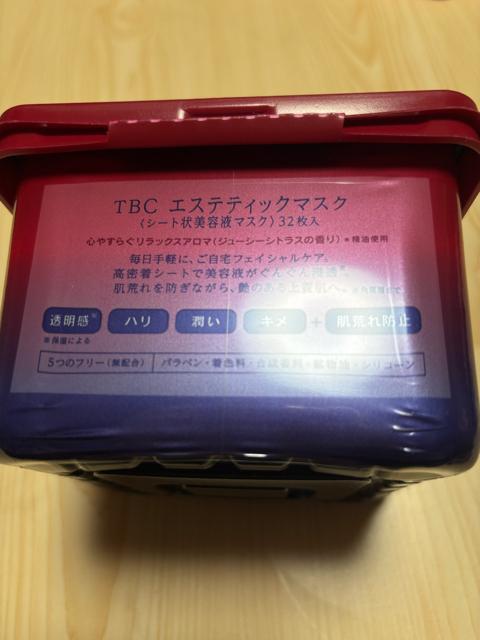 TBC エステティックマスク
〈シート状美容液マスク〉32枚入
心やすらぐリラックスアロマ(ジューシーシトラスの香り) *精油使用
毎日手軽に、ご自宅フェイシャルケア。
高密着シートで美容液がぐんぐん浸透※。
肌荒れを防ぎながら、艶のある上質肌へ。※角質層まで
透明感※ ハリ 潤い キメ + 肌荒れ防止
※保湿による
5つのフリー(無配合) パラベン・着色料・合成香料・鉱物油・シリコーン